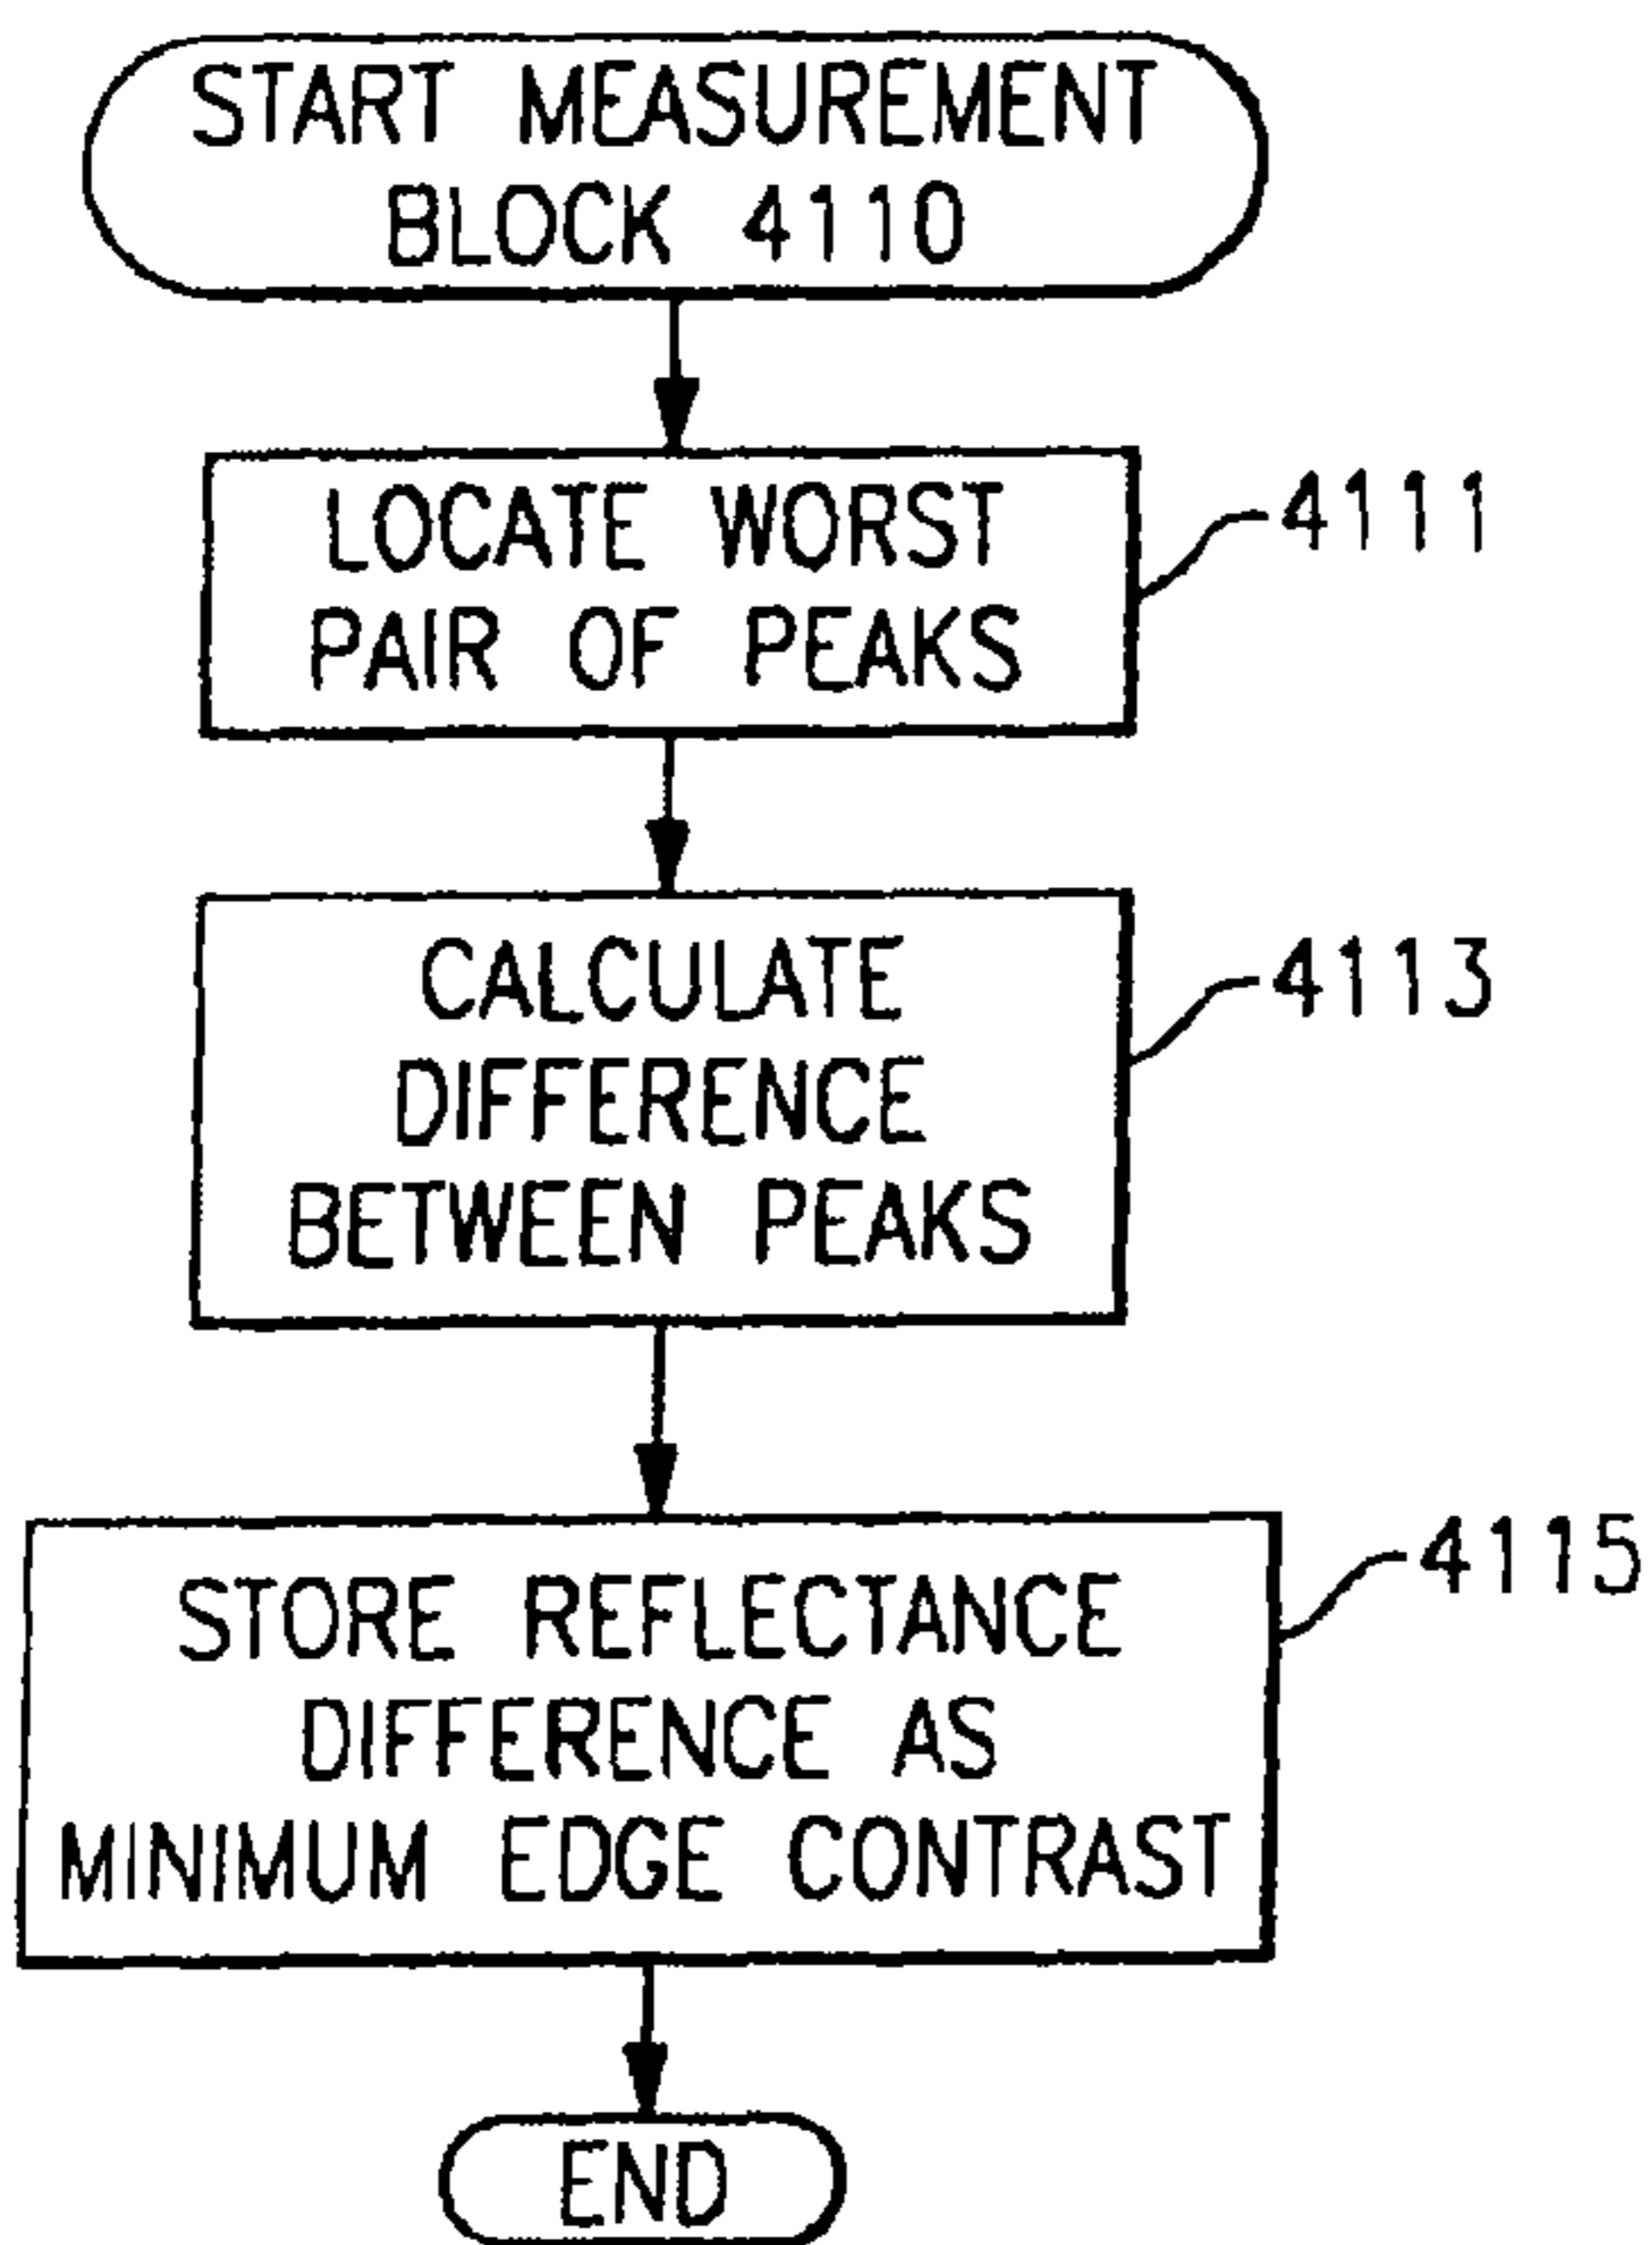 START MEASUREMENT
BLOCK 4110
LOCATE WORST
PAIR OF PEAKS
4111
CALCULATE
DIFFERENCE
BETWEEN PEAKS
4113
STORE REFLECTANCE
DIFFERENCE AS
MINIMUM EDGE CONTRAST
4115
END